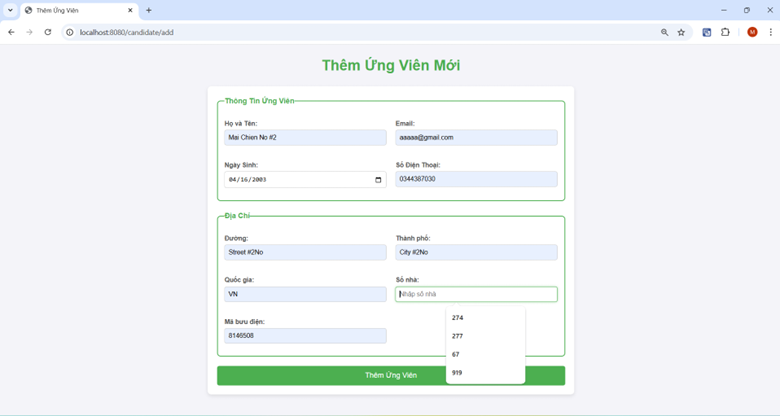 Thêm Ứng Viên
localhost:8080/candidate/add
M
Thêm Ứng Viên Mới
Thông Tin Ứng Viên
Họ và Tên:
Email:
Mai Chien No #2
aaaaa@gmail.com
Ngày Sinh:
Số Điện Thoại:
04/16/2003
0344387030
Địa Chỉ
Đường:
Thành phố:
Street #2No
City #2No
Quốc gia:
Số nhà:
VN
Nhập số nhà
Mã bưu điện:
8146508
274
277
67
919
Thêm Ứng Viên